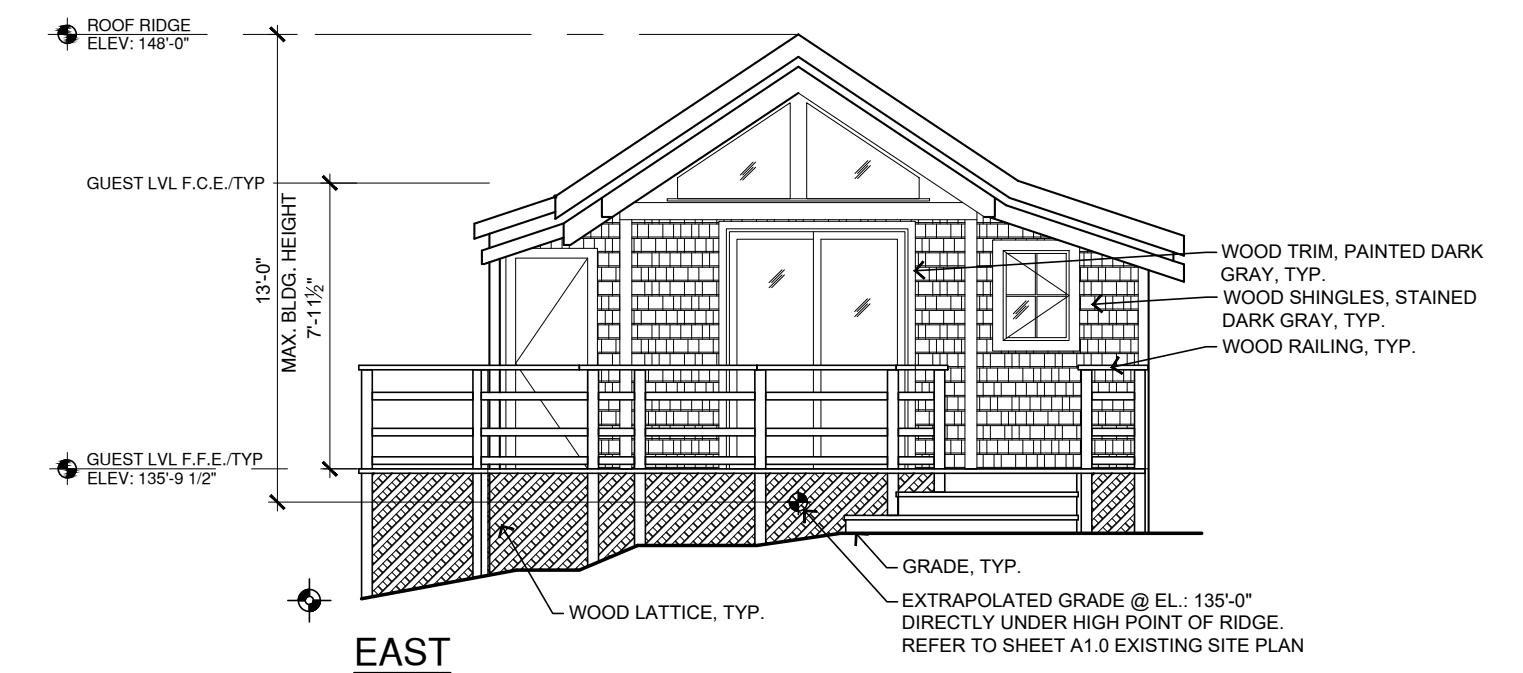 ROOF RIDGE
ELEV: 148'-0"
GUEST LVL F.C.E./TYP
13'-0"
MAX. BLDG. HEIGHT
7'-11½"
GUEST LVL F.F.E./TYP
ELEV: 135'-9 1/2"
WOOD TRIM, PAINTED DARK
GRAY, TYP.
WOOD SHINGLES, STAINED
DARK GRAY, TYP.
WOOD RAILING, TYP.
GRADE, TYP.
EXTRAPOLATED GRADE @ EL.: 135'-0"
DIRECTLY UNDER HIGH POINT OF RIDGE.
REFER TO SHEET A1.0 EXISTING SITE PLAN
WOOD LATTICE, TYP.
EAST